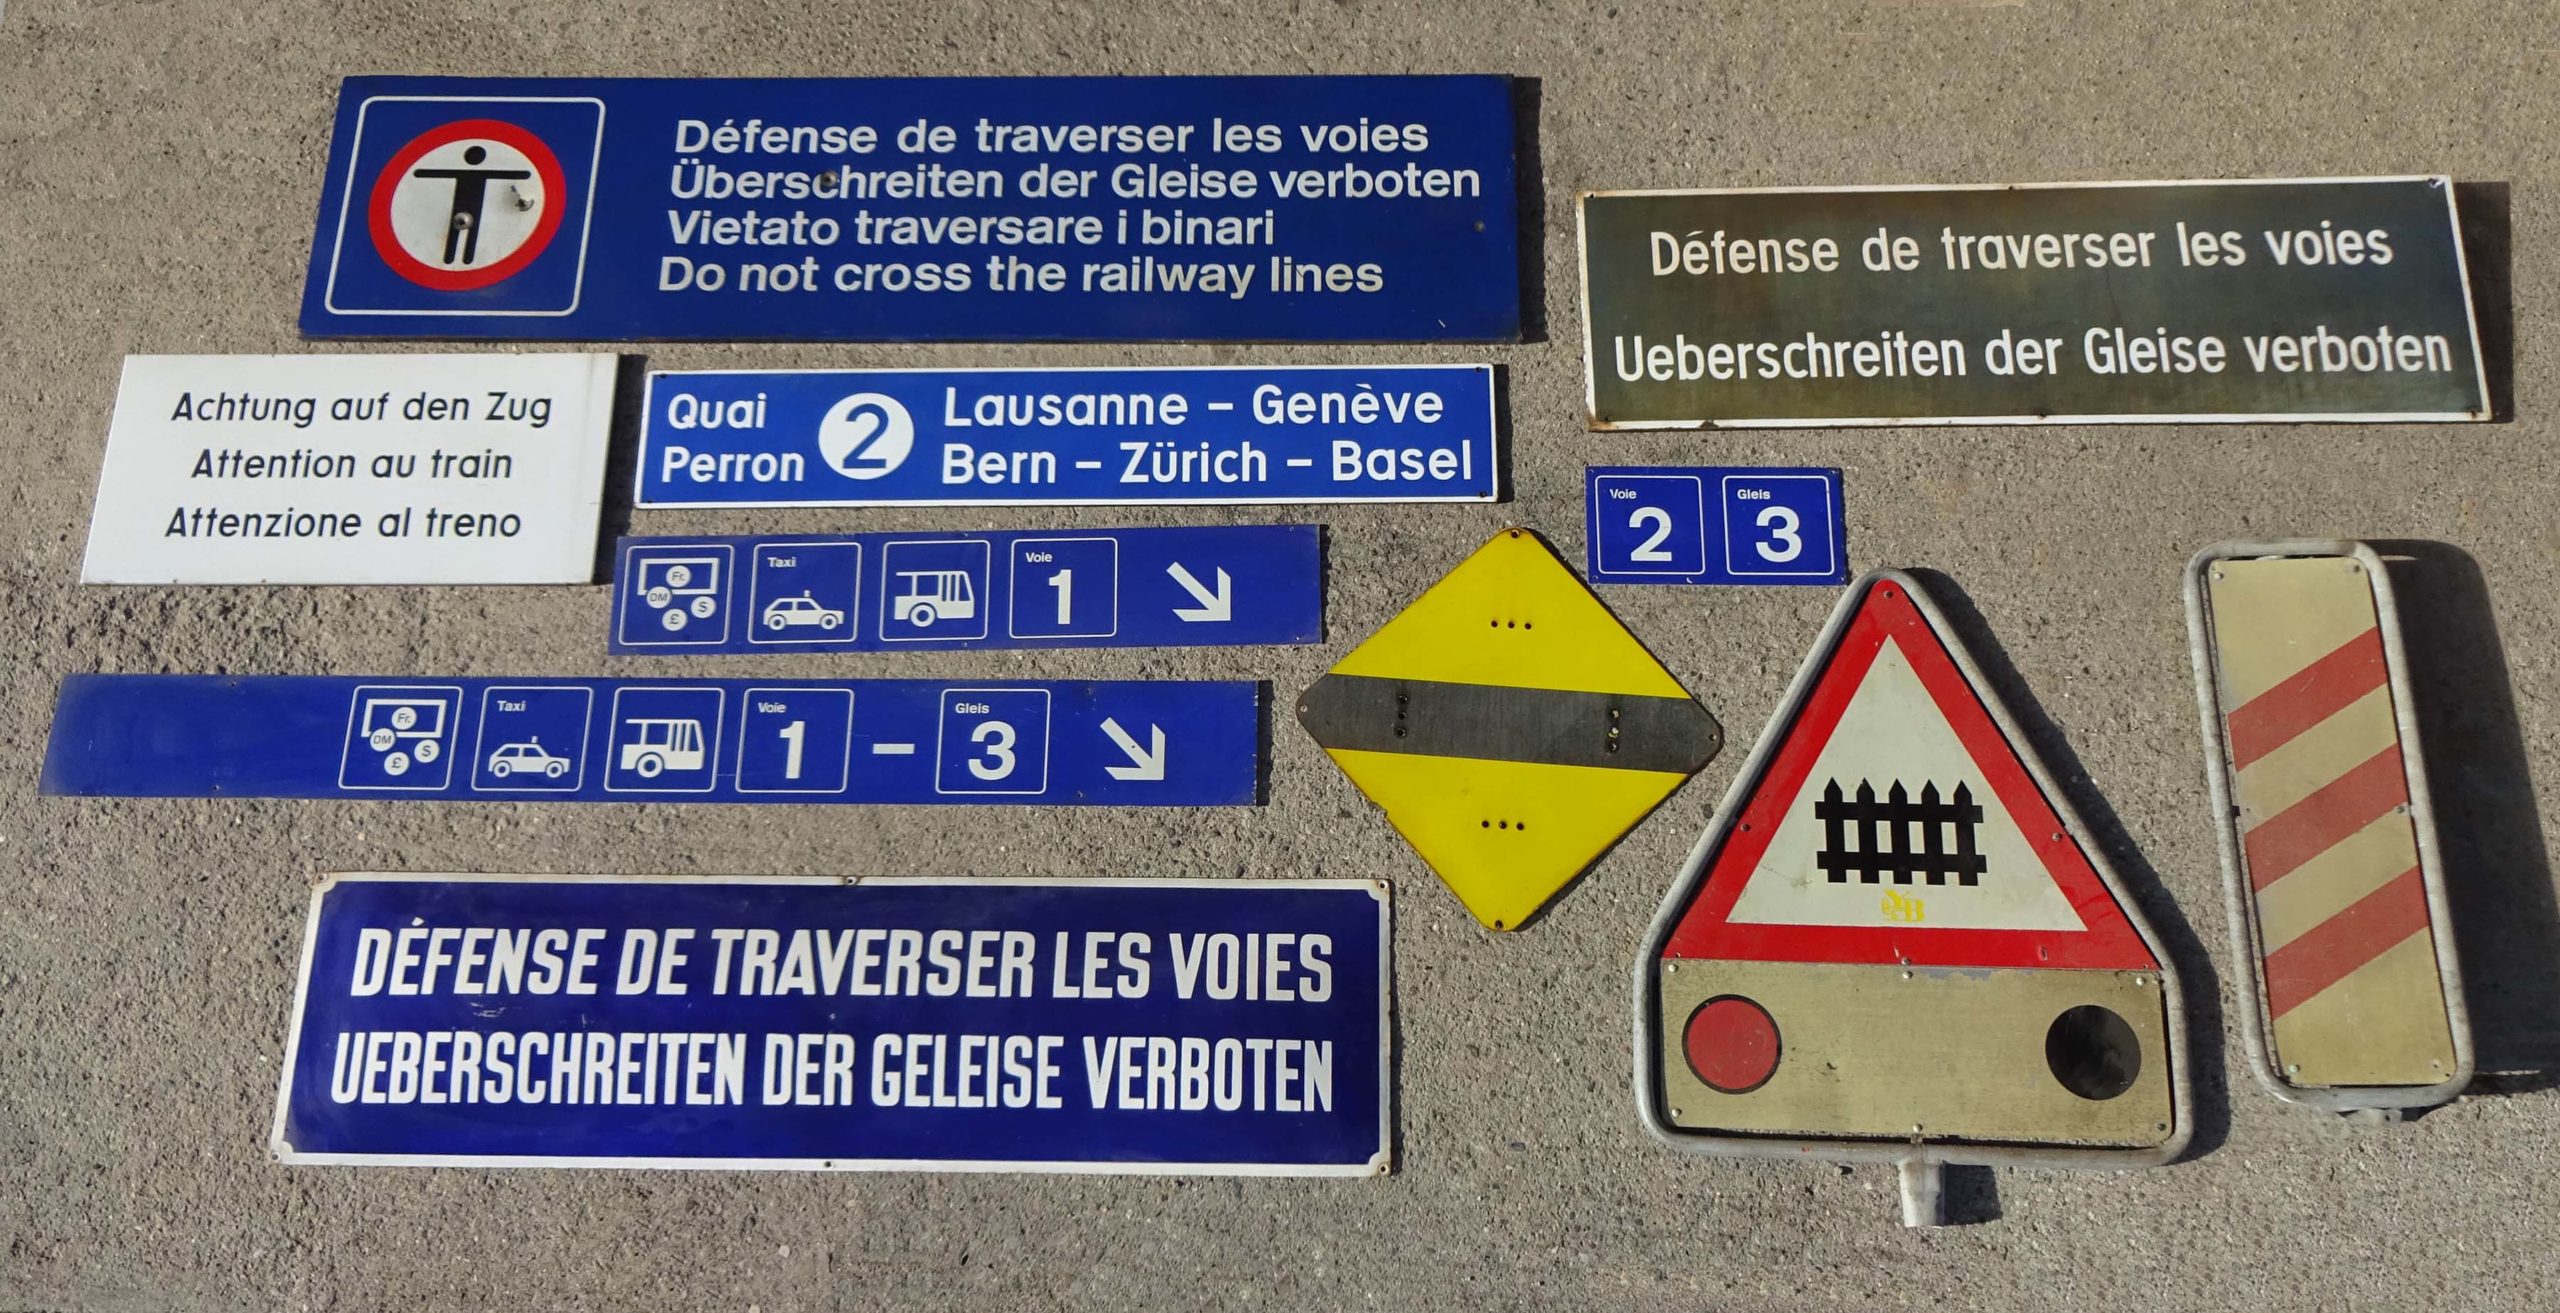 Défense de traverser les voies
Überschreiten der Gleise verboten
Vietato traversare i binari
Do not cross the railway lines
Défense de traverser les voies
Ueberschreiten der Gleise verboten
Achtung auf den Zug
Attention au train
Attenzione al treno
Quai
Perron
2
Lausanne – Genève
Bern – Zürich – Basel
Voie
2
Gleis
3
Fr.
DM
S
£
Taxi
Voie
1
Fr.
DM
S
£
Taxi
Voie
1
–
Gleis
3
DÉFENSE DE TRAVERSER LES VOIES
UEBERSCHREITEN DER GELEISE VERBOTEN